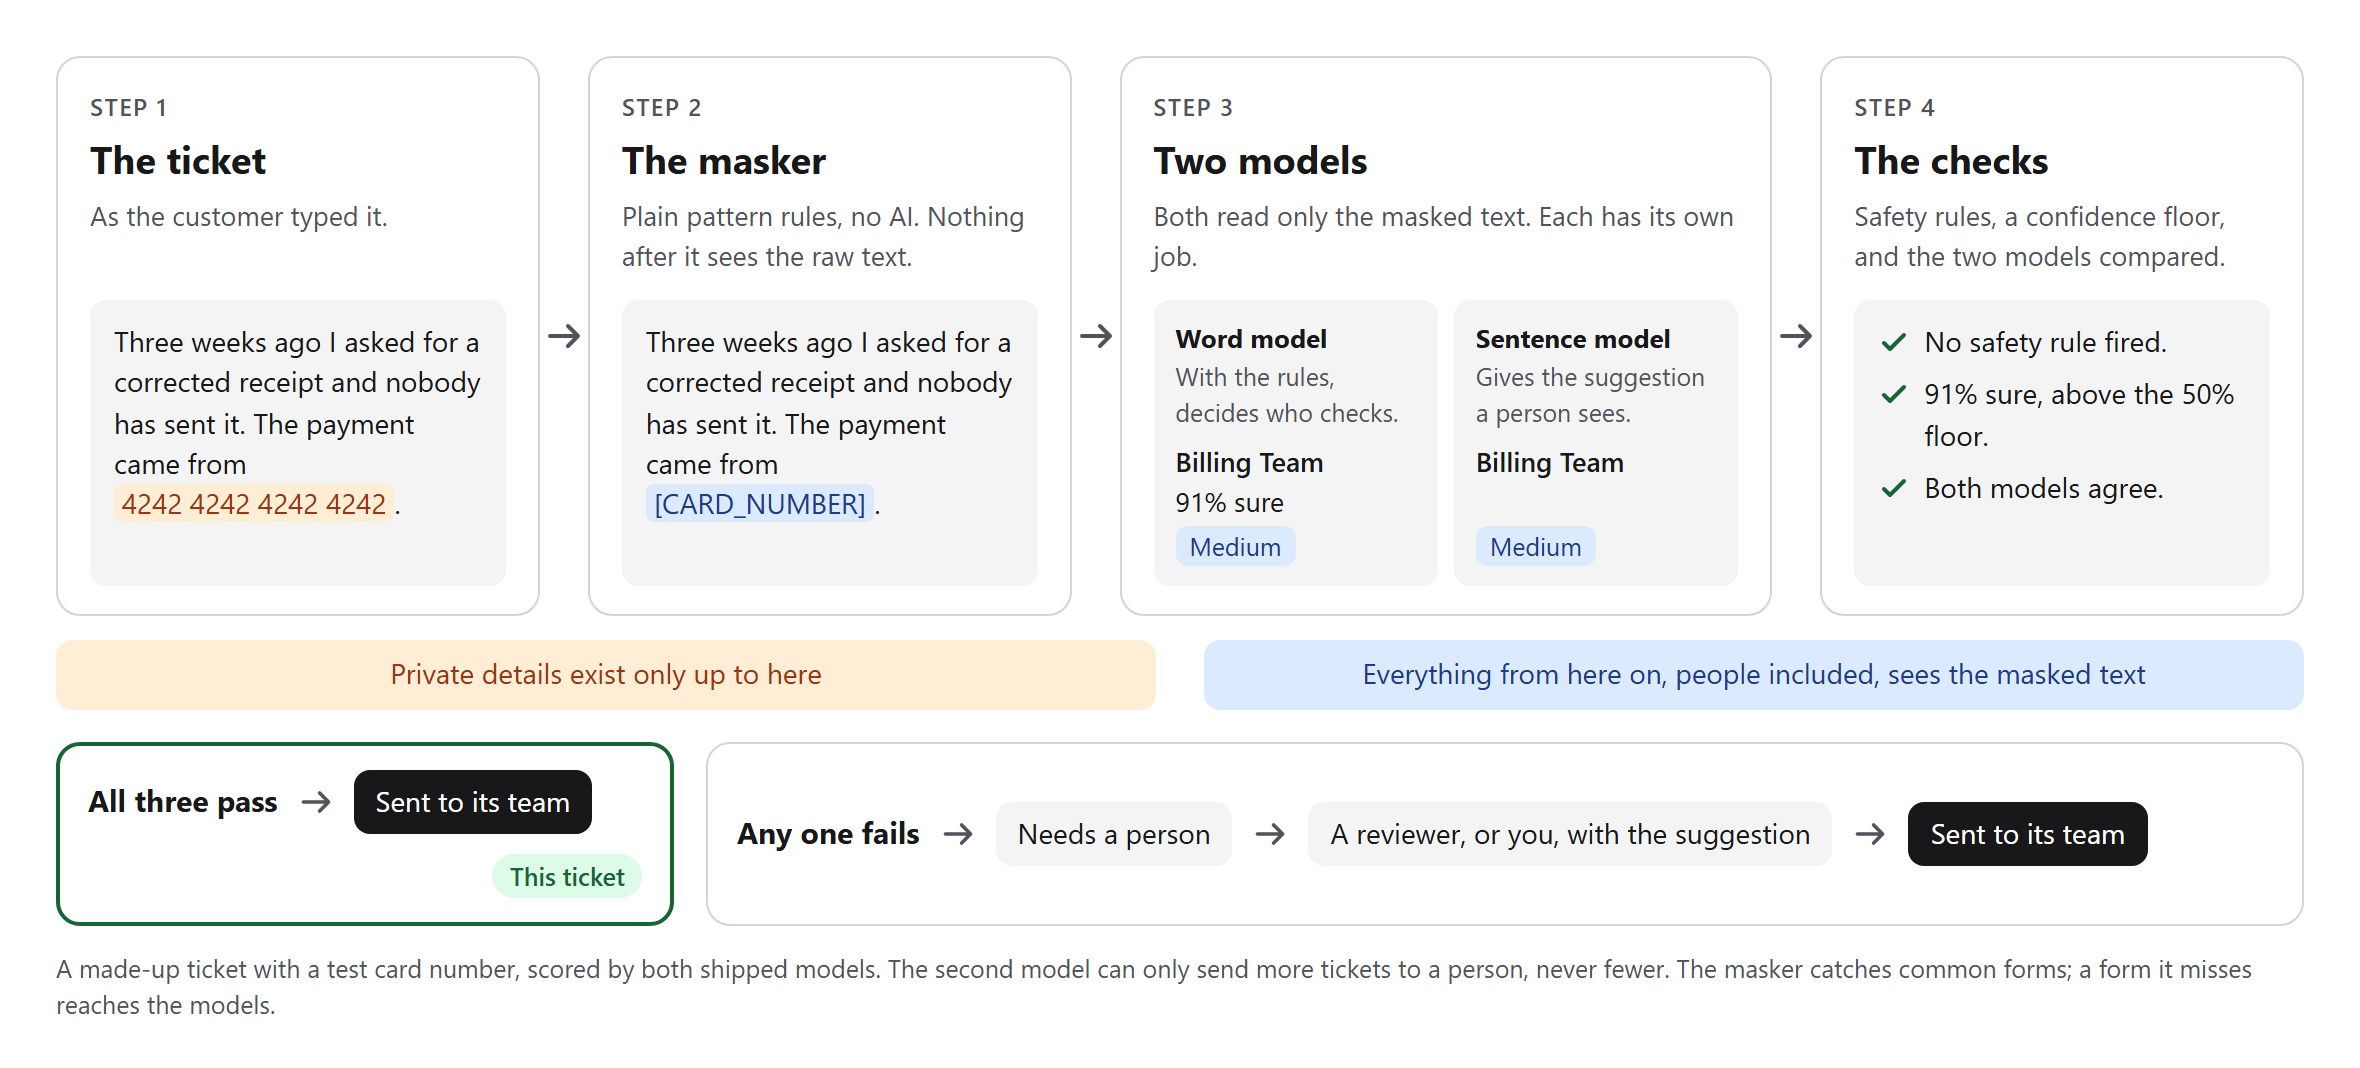 STEP 1
The ticket
As the customer typed it.
Three weeks ago I asked for a
corrected receipt and nobody
has sent it. The payment
came from
4242 4242 4242 4242.
STEP 2
The masker
Plain pattern rules, no AI. Nothing
after it sees the raw text.
Three weeks ago I asked for a
corrected receipt and nobody
has sent it. The payment
came from
[CARD_NUMBER].
STEP 3
Two models
Both read only the masked text. Each has its own
job.
Word model
With the rules,
decides who checks.
Billing Team
91% sure
Medium
Sentence model
Gives the suggestion
a person sees.
Billing Team
Medium
STEP 4
The checks
Safety rules, a confidence floor,
and the two models compared.
No safety rule fired.
91% sure, above the 50%
floor.
Both models agree.
Private details exist only up to here
Everything from here on, people included, sees the masked text
All three pass
Sent to its team
This ticket
Any one fails
Needs a person
A reviewer, or you, with the suggestion
Sent to its team
A made-up ticket with a test card number, scored by both shipped models. The second model can only send more tickets to a person, never fewer. The masker catches common forms; a form it misses
reaches the models.